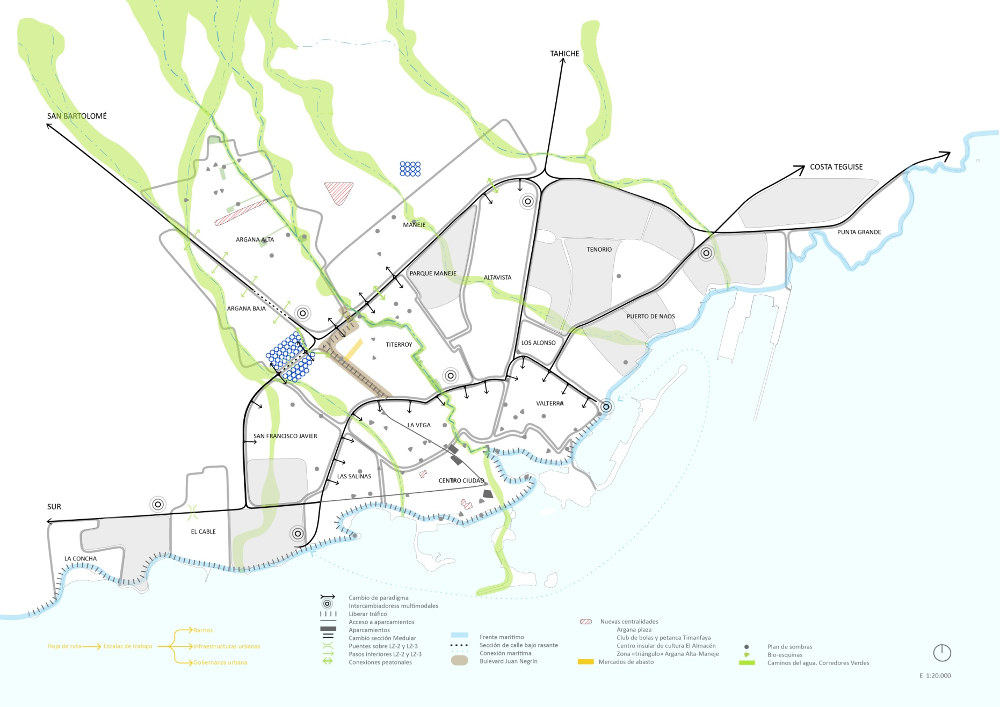 TAHICHE
SAN BARTOLOMÉ
COSTA TEGUISE
MANEJE
PUNTA GRANDE
ARGANA ALTA
TENORIO
PARQUE MANEJE
ALTAVISTA
ARGANA BAJA
PUERTO DE NAOS
TITERROY
LOS ALONSO
VALTERRA
LA VEGA
SAN FRANCISCO JAVIER
LAS SALINAS
CENTRO CIUDAD
SUR
EL CABLE
LA CONCHA
Hoja de ruta
Escalas de trabajo
Barrios
Infraestructuras urbanas
Gobernanza urbana
Cambio de paradigma
Intercambiadoress multimodales
Liberar tráfico
Acceso a aparcamientos
Aparcamientos
Cambio sección Medular
Puentes sobre LZ-2 y LZ-3
Pasos inferiores LZ-2 y LZ-3
Conexiones peatonales
Frente marítimo
Sección de calle bajo rasante
Conexión marítima
Bulevard Juan Negrín
Nuevas centralidades
Argana plaza
Club de bolas y petanca Timanfaya
Centro insular de cultura El Almacén
Zona «triángulo» Argana Alta-Maneje
Mercados de abasto
Plan de sombras
Bio-esquinas
Caminos del agua. Corredores Verdes
E 1:20.000